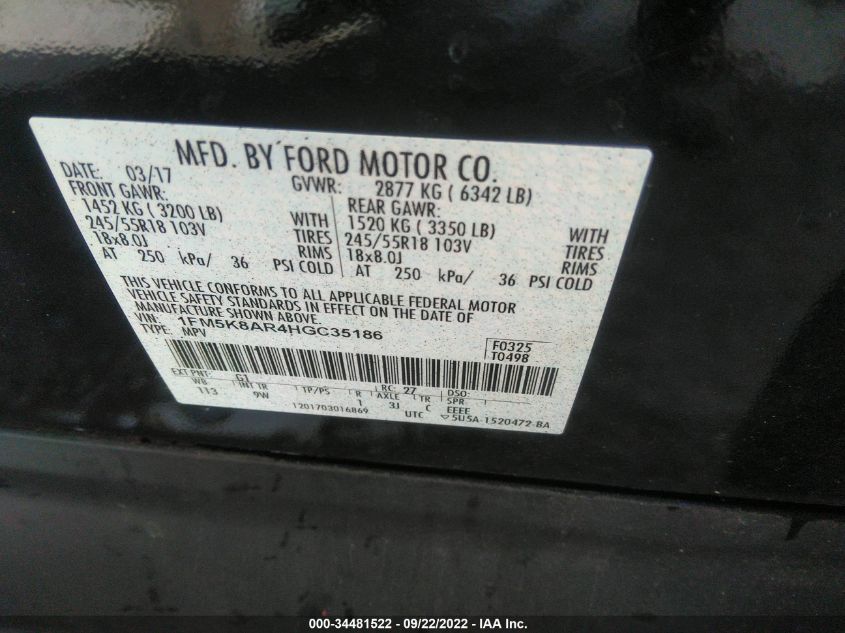 MFD. BY FORD MOTOR CO.
DATE: 03/17 GVWR: 2877 KG ( 6342 LB)
FRONT GAWR: REAR GAWR:
1452 KG ( 3200 LB) WITH 1520 KG ( 3350 LB) WITH
245/55R18 103V TIRES 245/55R18 103V TIRES
18x8.0J RIMS 18x8.0J RIMS
AT 250 kPa/ 36 PSI COLD AT 250 kPa/ 36 PSI COLD
THIS VEHICLE CONFORMS TO ALL APPLICABLE FEDERAL MOTOR
VEHICLE SAFETY STANDARDS IN EFFECT ON THE DATE OF
MANUFACTURE SHOWN ABOVE.
VIN: 1FM5K8AR4HGC35186
TYPE: MPV
F0325
T0498
EXT PNT: G1 RC: 27 DSO:
WB INT TR TP/PS R AXLE TR SPR
113 9W 1 3J C EEEE
1201703016869 UTC ▽5U5A-1520472-BA
000-34481522 - 09/22/2022 - IAA Inc.